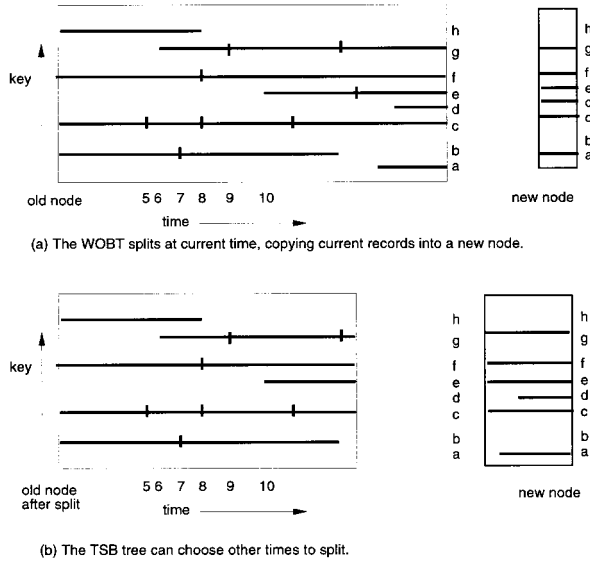 h
g
key
f
e
d
c
b
a
h
g
f
e
c
d
b
a
old node
5 6 7 8 9 10
new node
time
(a) The WOBT splits at current time, copying current records into a new node.
h
g
key
f
e
d
c
b
a
h
g
f
e
d
c
b
a
old node
after split
5 6 7 8 9 10
new node
time
(b) The TSB tree can choose other times to split.